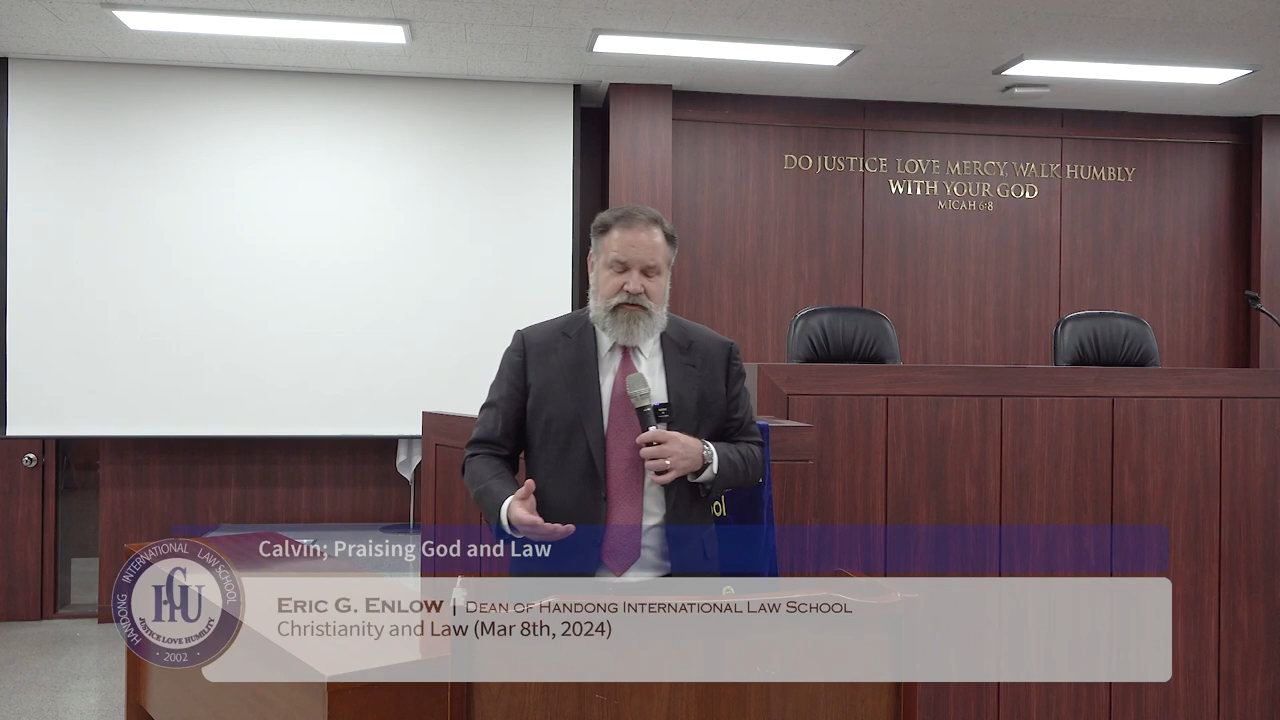 DO JUSTICE LOVE MERCY, WALK HUMBLY
WITH YOUR GOD
MICAH 6:8
ool
Calvin; Praising God and Law
HANDONG INTERNATIONAL LAW SCHOOL
HGU
JUSTICE LOVE HUMILITY
· 2002 ·
ERIC G. ENLOW | DEAN OF HANDONG INTERNATIONAL LAW SCHOOL
Christianity and Law (Mar 8th, 2024)